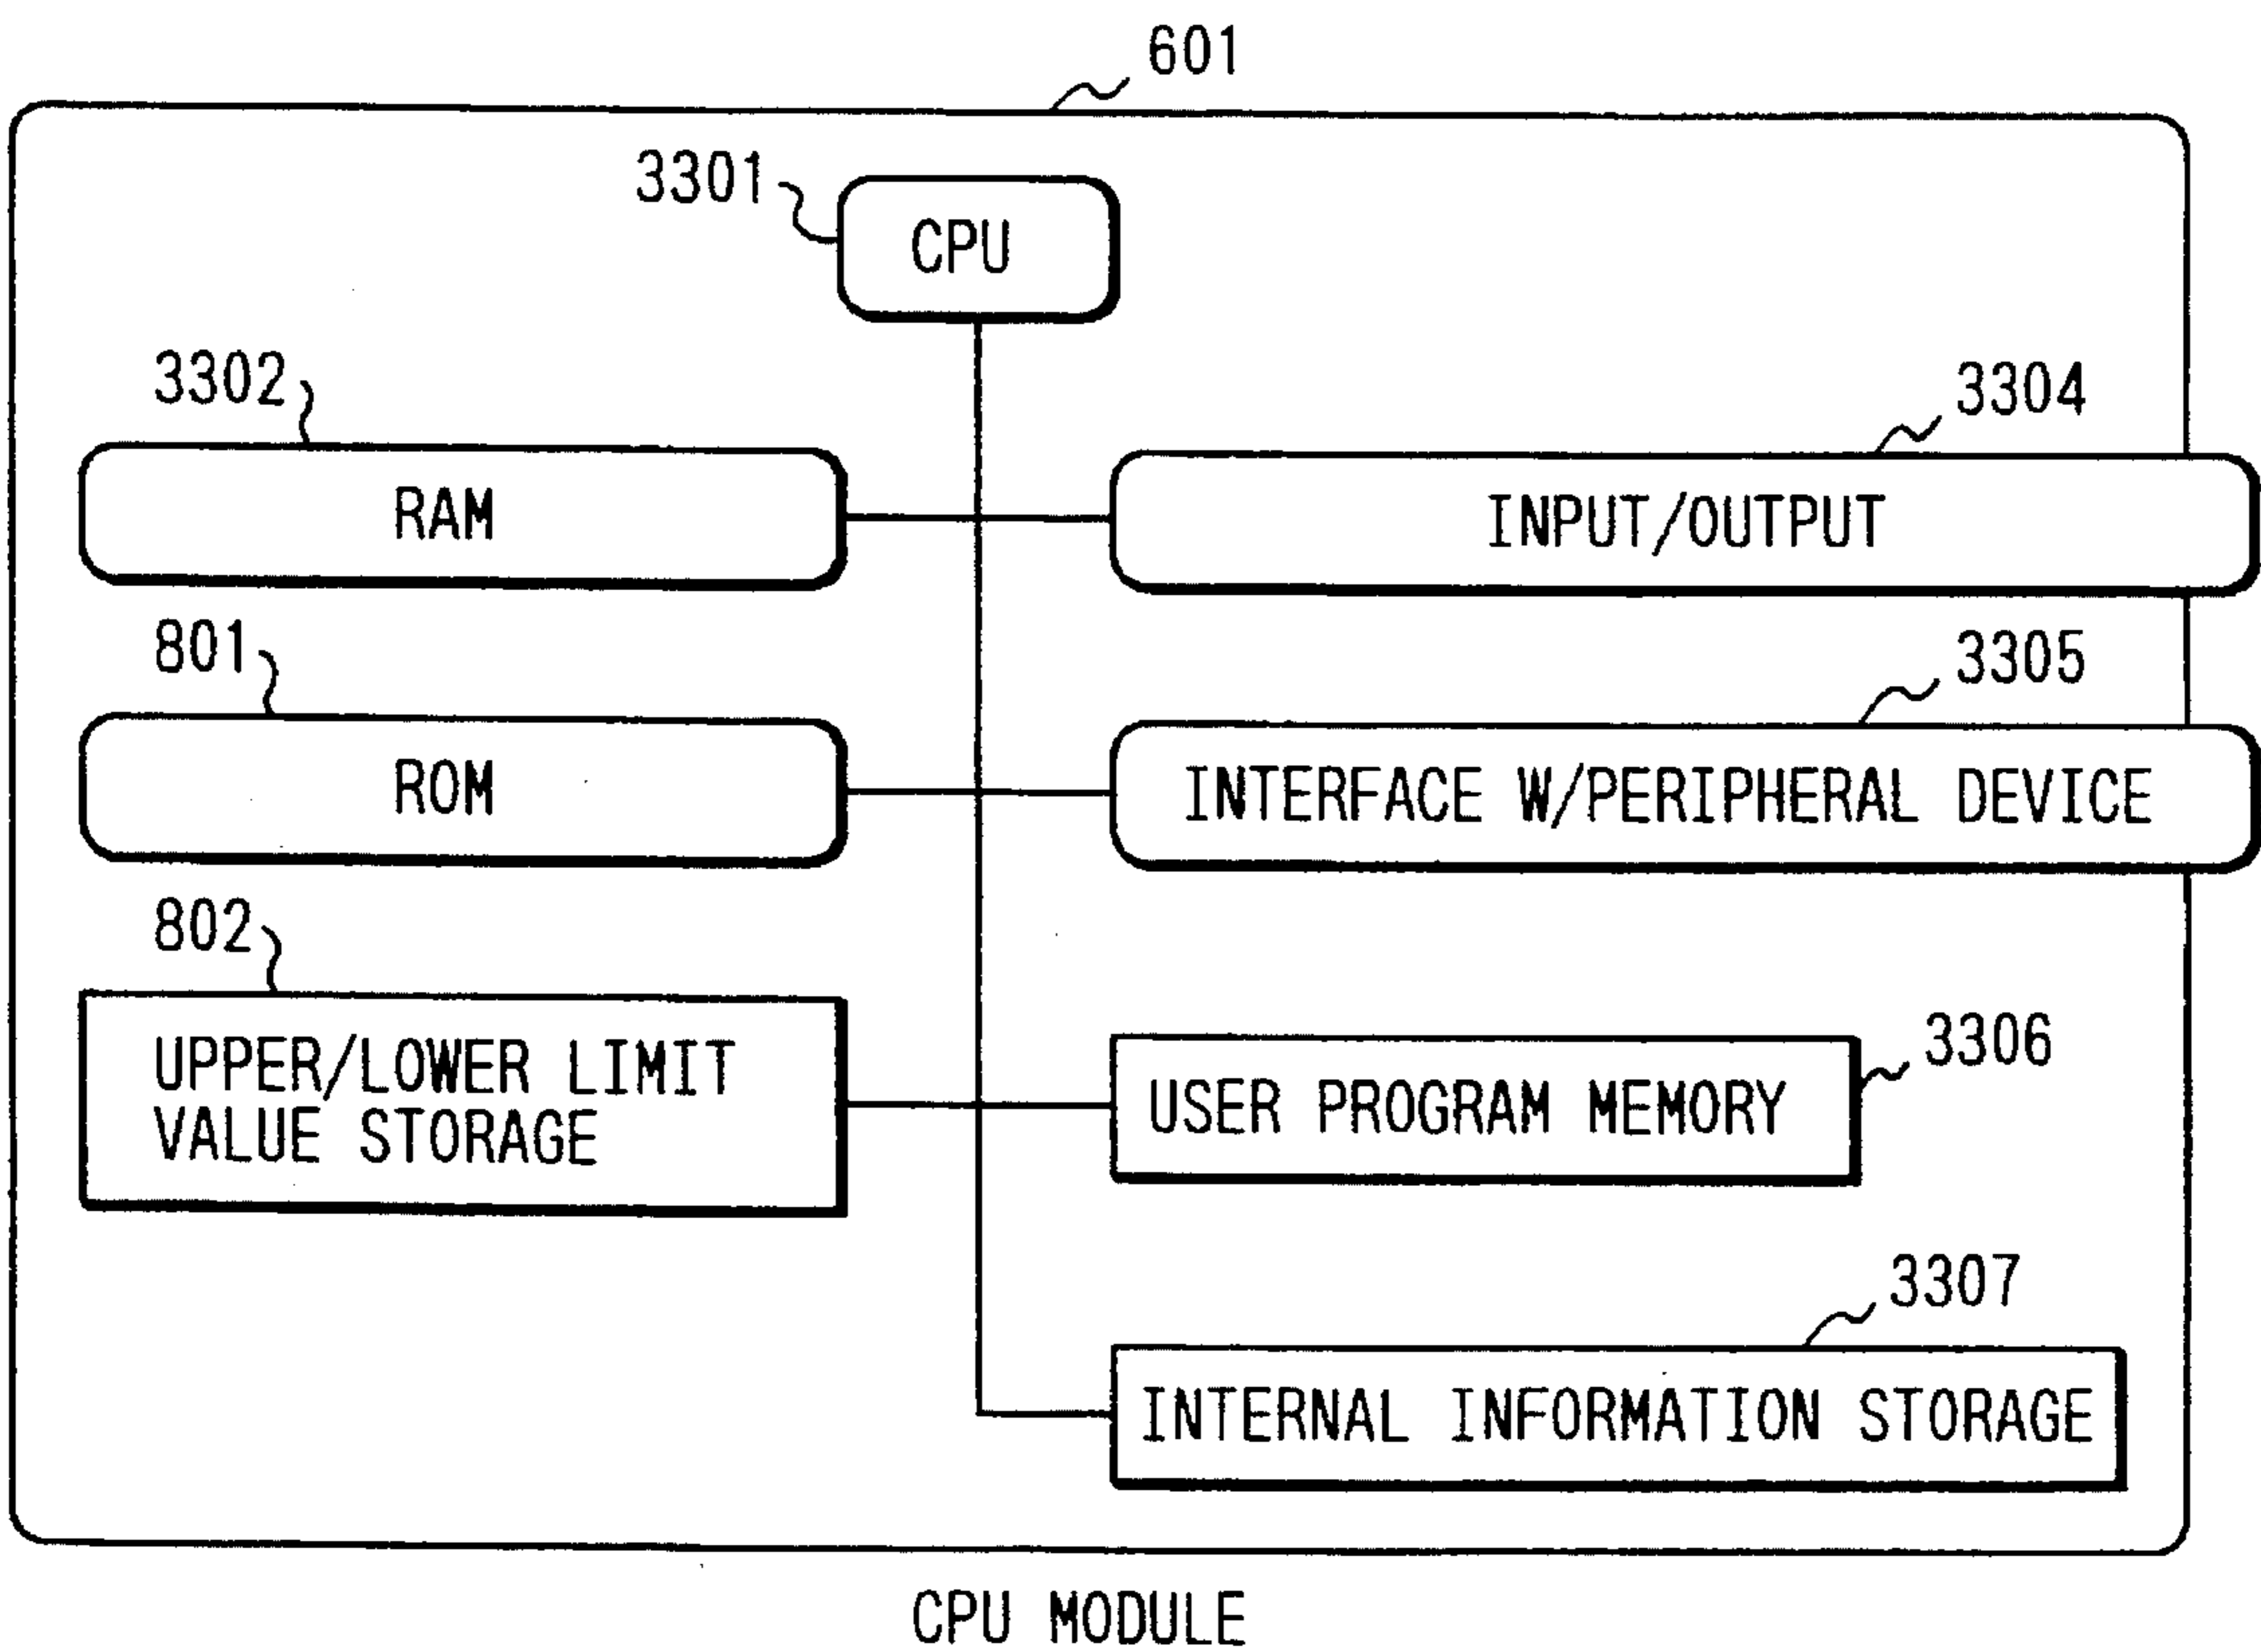 601
3301
CPU
3302
3304
RAM
INPUT/OUTPUT
801
3305
ROM
INTERFACE W/PERIPHERAL DEVICE
802
UPPER/LOWER LIMIT
VALUE STORAGE
3306
USER PROGRAM MEMORY
3307
INTERNAL INFORMATION STORAGE
CPU MODULE